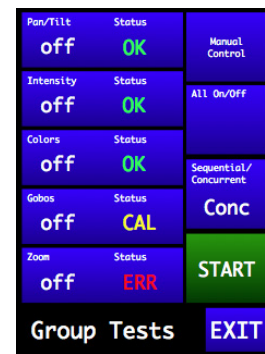 Pan/Tilt Status
off OK
Manual
Control
Intensity Status
off OK
All On/Off
Colors Status
off OK
Sequential/
Concurrent
Conc
Gobos Status
off CAL
Zoom Status
off ERR
START
Group Tests EXIT